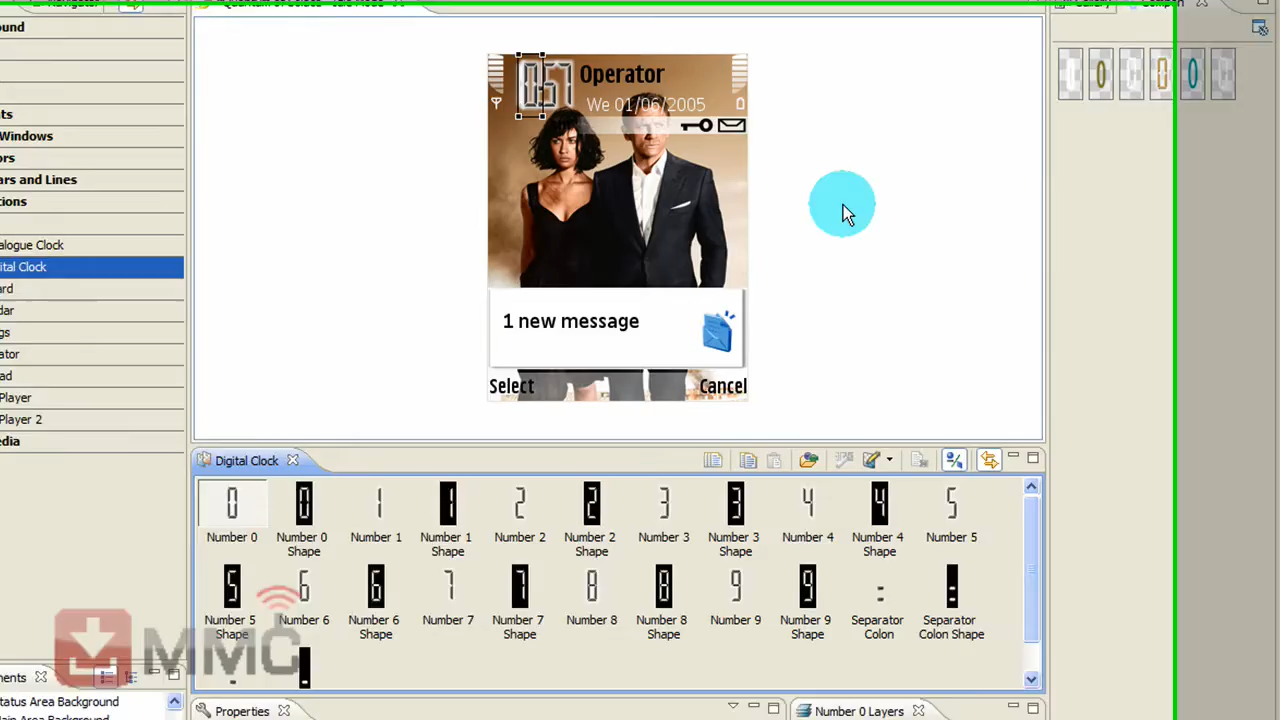 ound
ts
Windows
ors
ars and Lines
tions
alogue Clock
ital Clock
ard
dar
gs
ator
ad
Player
Player 2
edia
057
Operator
We 01/06/2005
1 new message
Select
Cancel
Digital Clock
Number 0
Number 0 Shape
Number 1
Number 1 Shape
Number 2
Number 2 Shape
Number 3
Number 3 Shape
Number 4
Number 4 Shape
Number 5
Number 5 Shape
Number 6
Number 6 Shape
Number 7
Number 7 Shape
Number 8
Number 8 Shape
Number 9
Number 9 Shape
Separator Colon
Separator Colon Shape
MMC
nents
tatus Area Background
Properties
Number 0 Layers